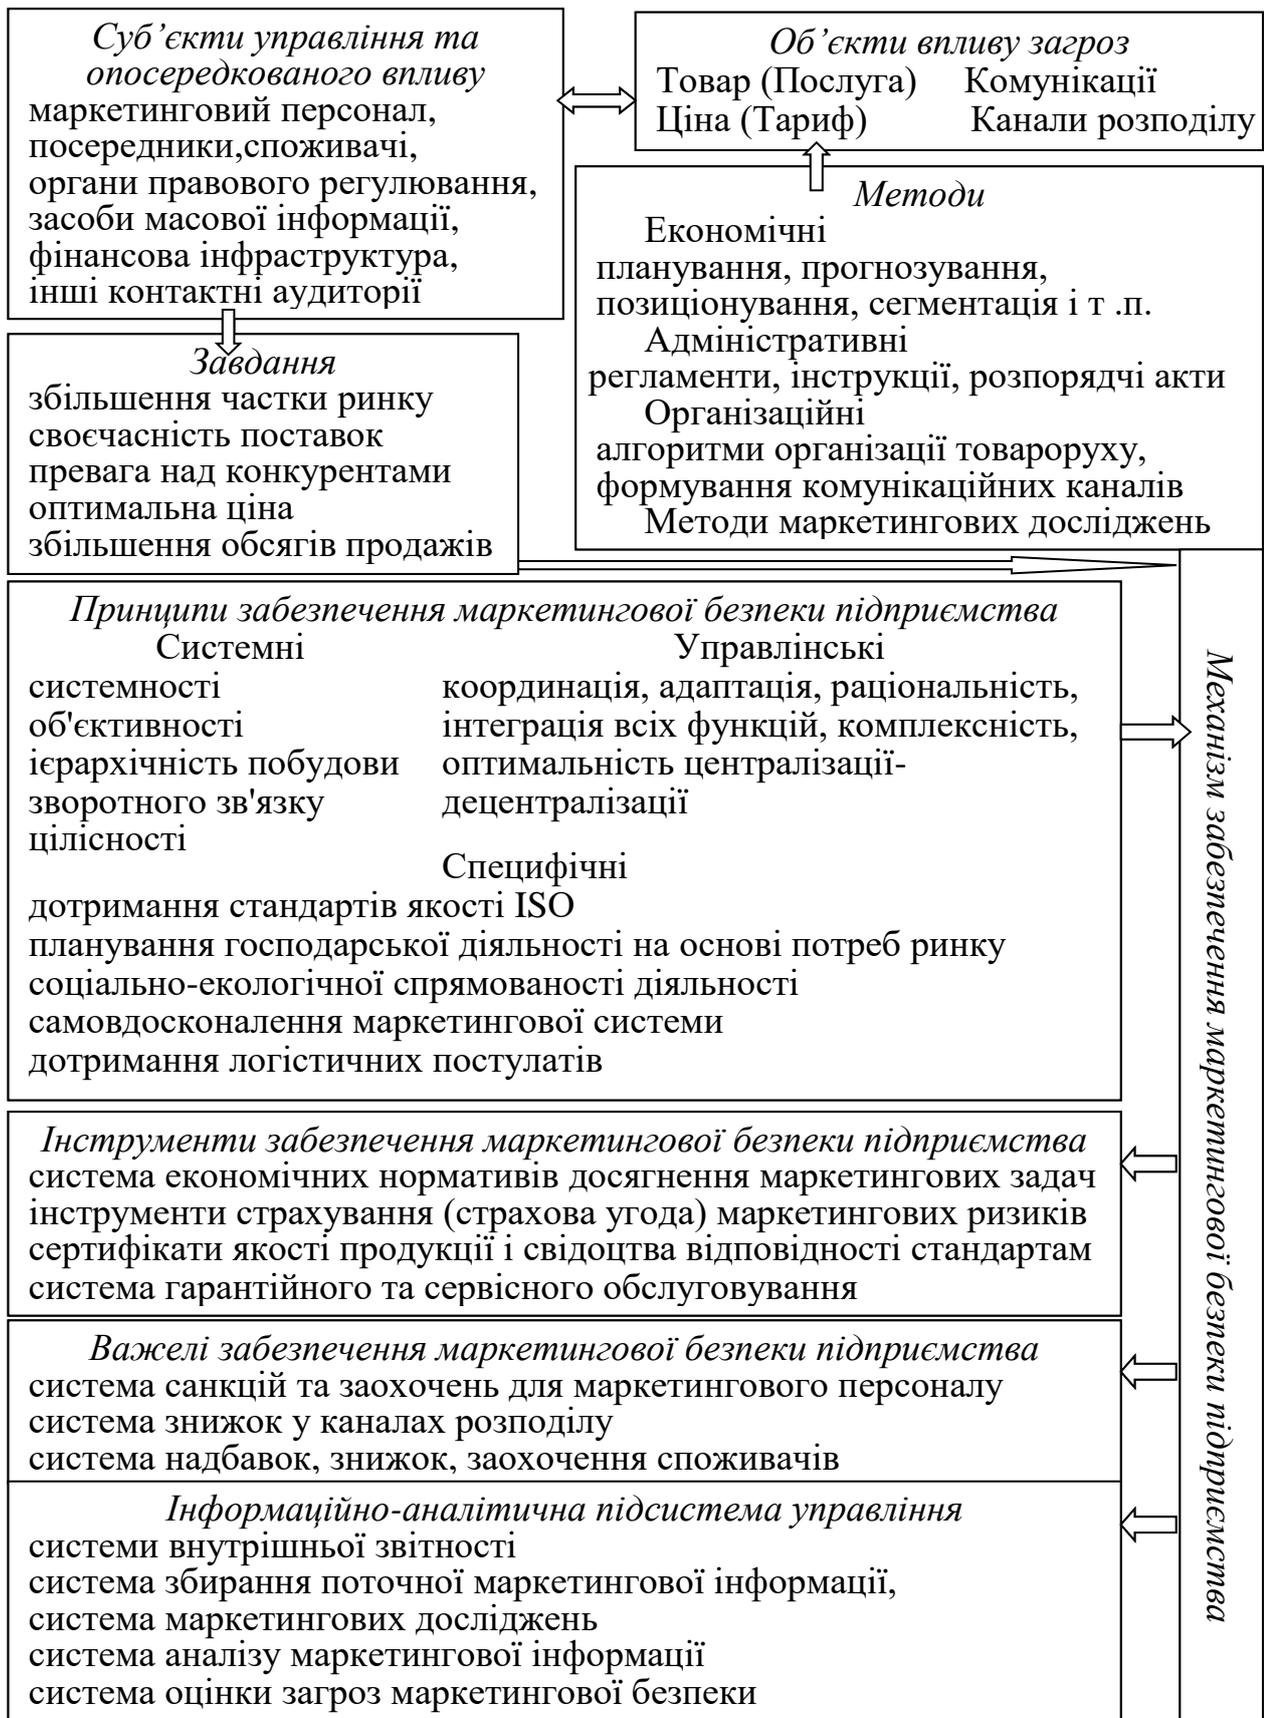 Суб’єкти управління та
опосередкованого впливу
маркетинговий персонал,
посередники,споживачі,
органи правового регулювання,
засоби масової інформації,
фінансова інфраструктура,
інші контактні аудиторії
Об’єкти впливу загроз
Товар (Послуга) Комунікації
Ціна (Тариф) Канали розподілу
Методи
Економічні
планування, прогнозування,
позиціонування, сегментація і т .п.
Адміністративні
регламенти, інструкції, розпорядчі акти
Організаційні
алгоритми організації товароруху,
формування комунікаційних каналів
Методи маркетингових досліджень
Завдання
збільшення частки ринку
своєчасність поставок
превага над конкурентами
оптимальна ціна
збільшення обсягів продажів
Принципи забезпечення маркетингової безпеки підприємства
Системні
системності
об'єктивності
ієрархічність побудови
зворотного зв'язку
цілісності
Управлінські
координація, адаптація, раціональність,
інтеграція всіх функцій, комплексність,
оптимальність централізації-
децентралізації
Специфічні
дотримання стандартів якості ISO
планування господарської діяльності на основі потреб ринку
соціально-екологічної спрямованості діяльності
самовдосконалення маркетингової системи
дотримання логістичних постулатів
Інструменти забезпечення маркетингової безпеки підприємства
система економічних нормативів досягнення маркетингових задач
інструменти страхування (страхова угода) маркетингових ризиків
сертифікати якості продукції і свідоцтва відповідності стандартам
система гарантійного та сервісного обслуговування
Важелі забезпечення маркетингової безпеки підприємства
система санкцій та заохочень для маркетингового персоналу
система знижок у каналах розподілу
система надбавок, знижок, заохочення споживачів
Інформаційно-аналітична підсистема управління
системи внутрішньої звітності
система збирання поточної маркетингової інформації,
система маркетингових досліджень
система аналізу маркетингової інформації
система оцінки загроз маркетингової безпеки
Механізм забезпечення маркетингової безпеки підприємства